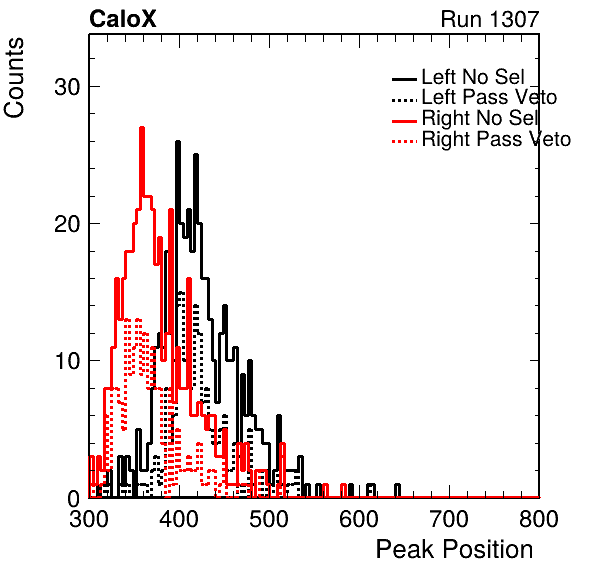 CaloX Run 1307
Counts
30
20
10
0
Left No Sel
Left Pass Veto
Right No Sel
Right Pass Veto
300 400 500 600 700 800
Peak Position